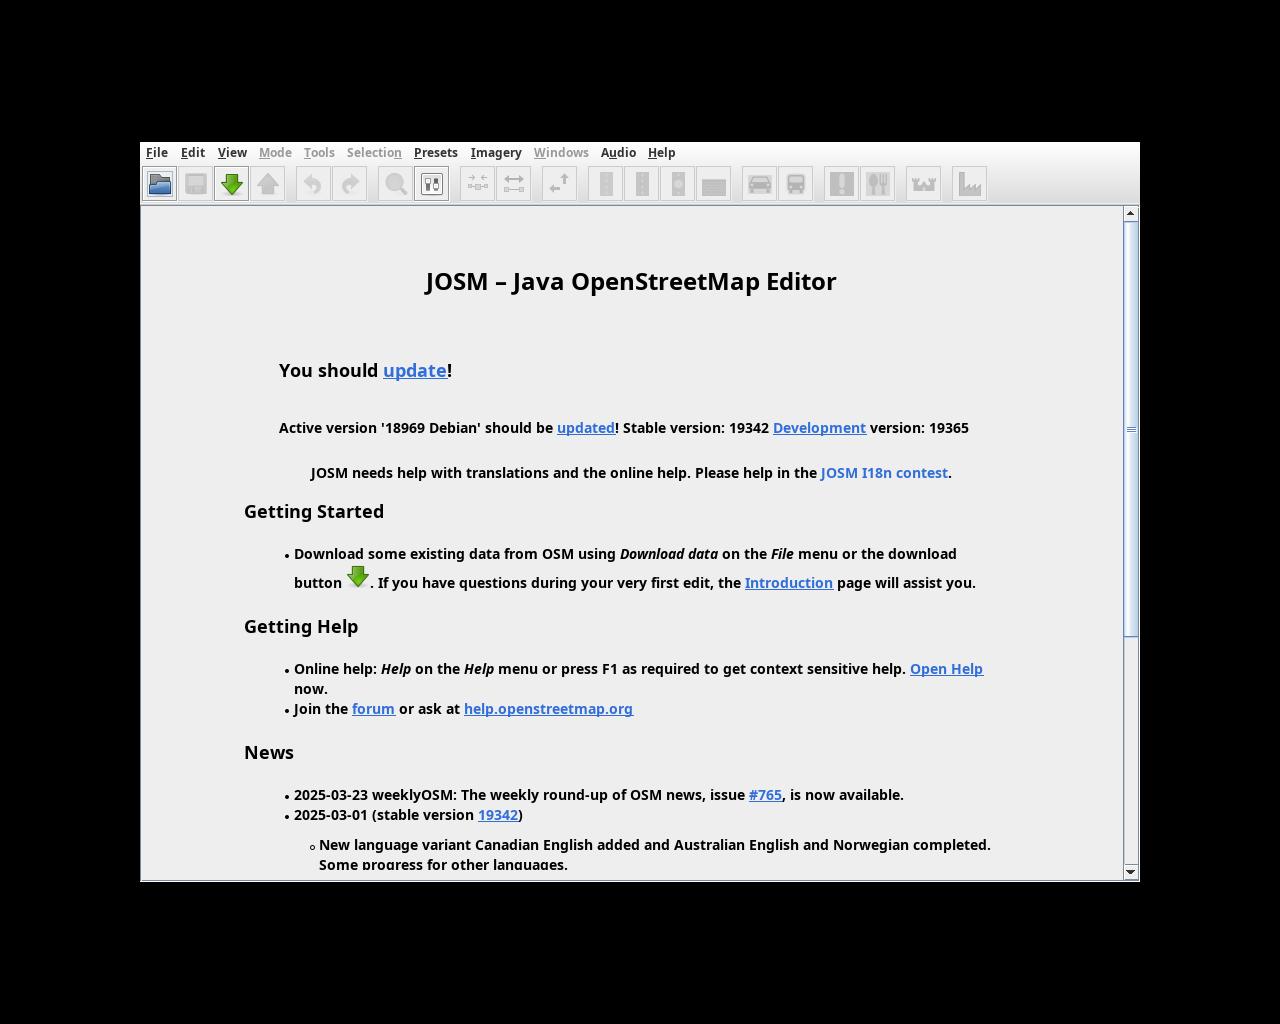 File Edit View Mode Tools Selection Presets Imagery Windows Audio Help
JOSM – Java OpenStreetMap Editor
You should update!
Active version '18969 Debian' should be updated! Stable version: 19342 Development version: 19365
JOSM needs help with translations and the online help. Please help in the JOSM I18n contest.
Getting Started
• Download some existing data from OSM using Download data on the File menu or the download
button . If you have questions during your very first edit, the Introduction page will assist you.
Getting Help
• Online help: Help on the Help menu or press F1 as required to get context sensitive help. Open Help
now.
• Join the forum or ask at help.openstreetmap.org
News
• 2025-03-23 weeklyOSM: The weekly round-up of OSM news, issue #765, is now available.
• 2025-03-01 (stable version 19342)
◦ New language variant Canadian English added and Australian English and Norwegian completed.
Some progress for other languages.